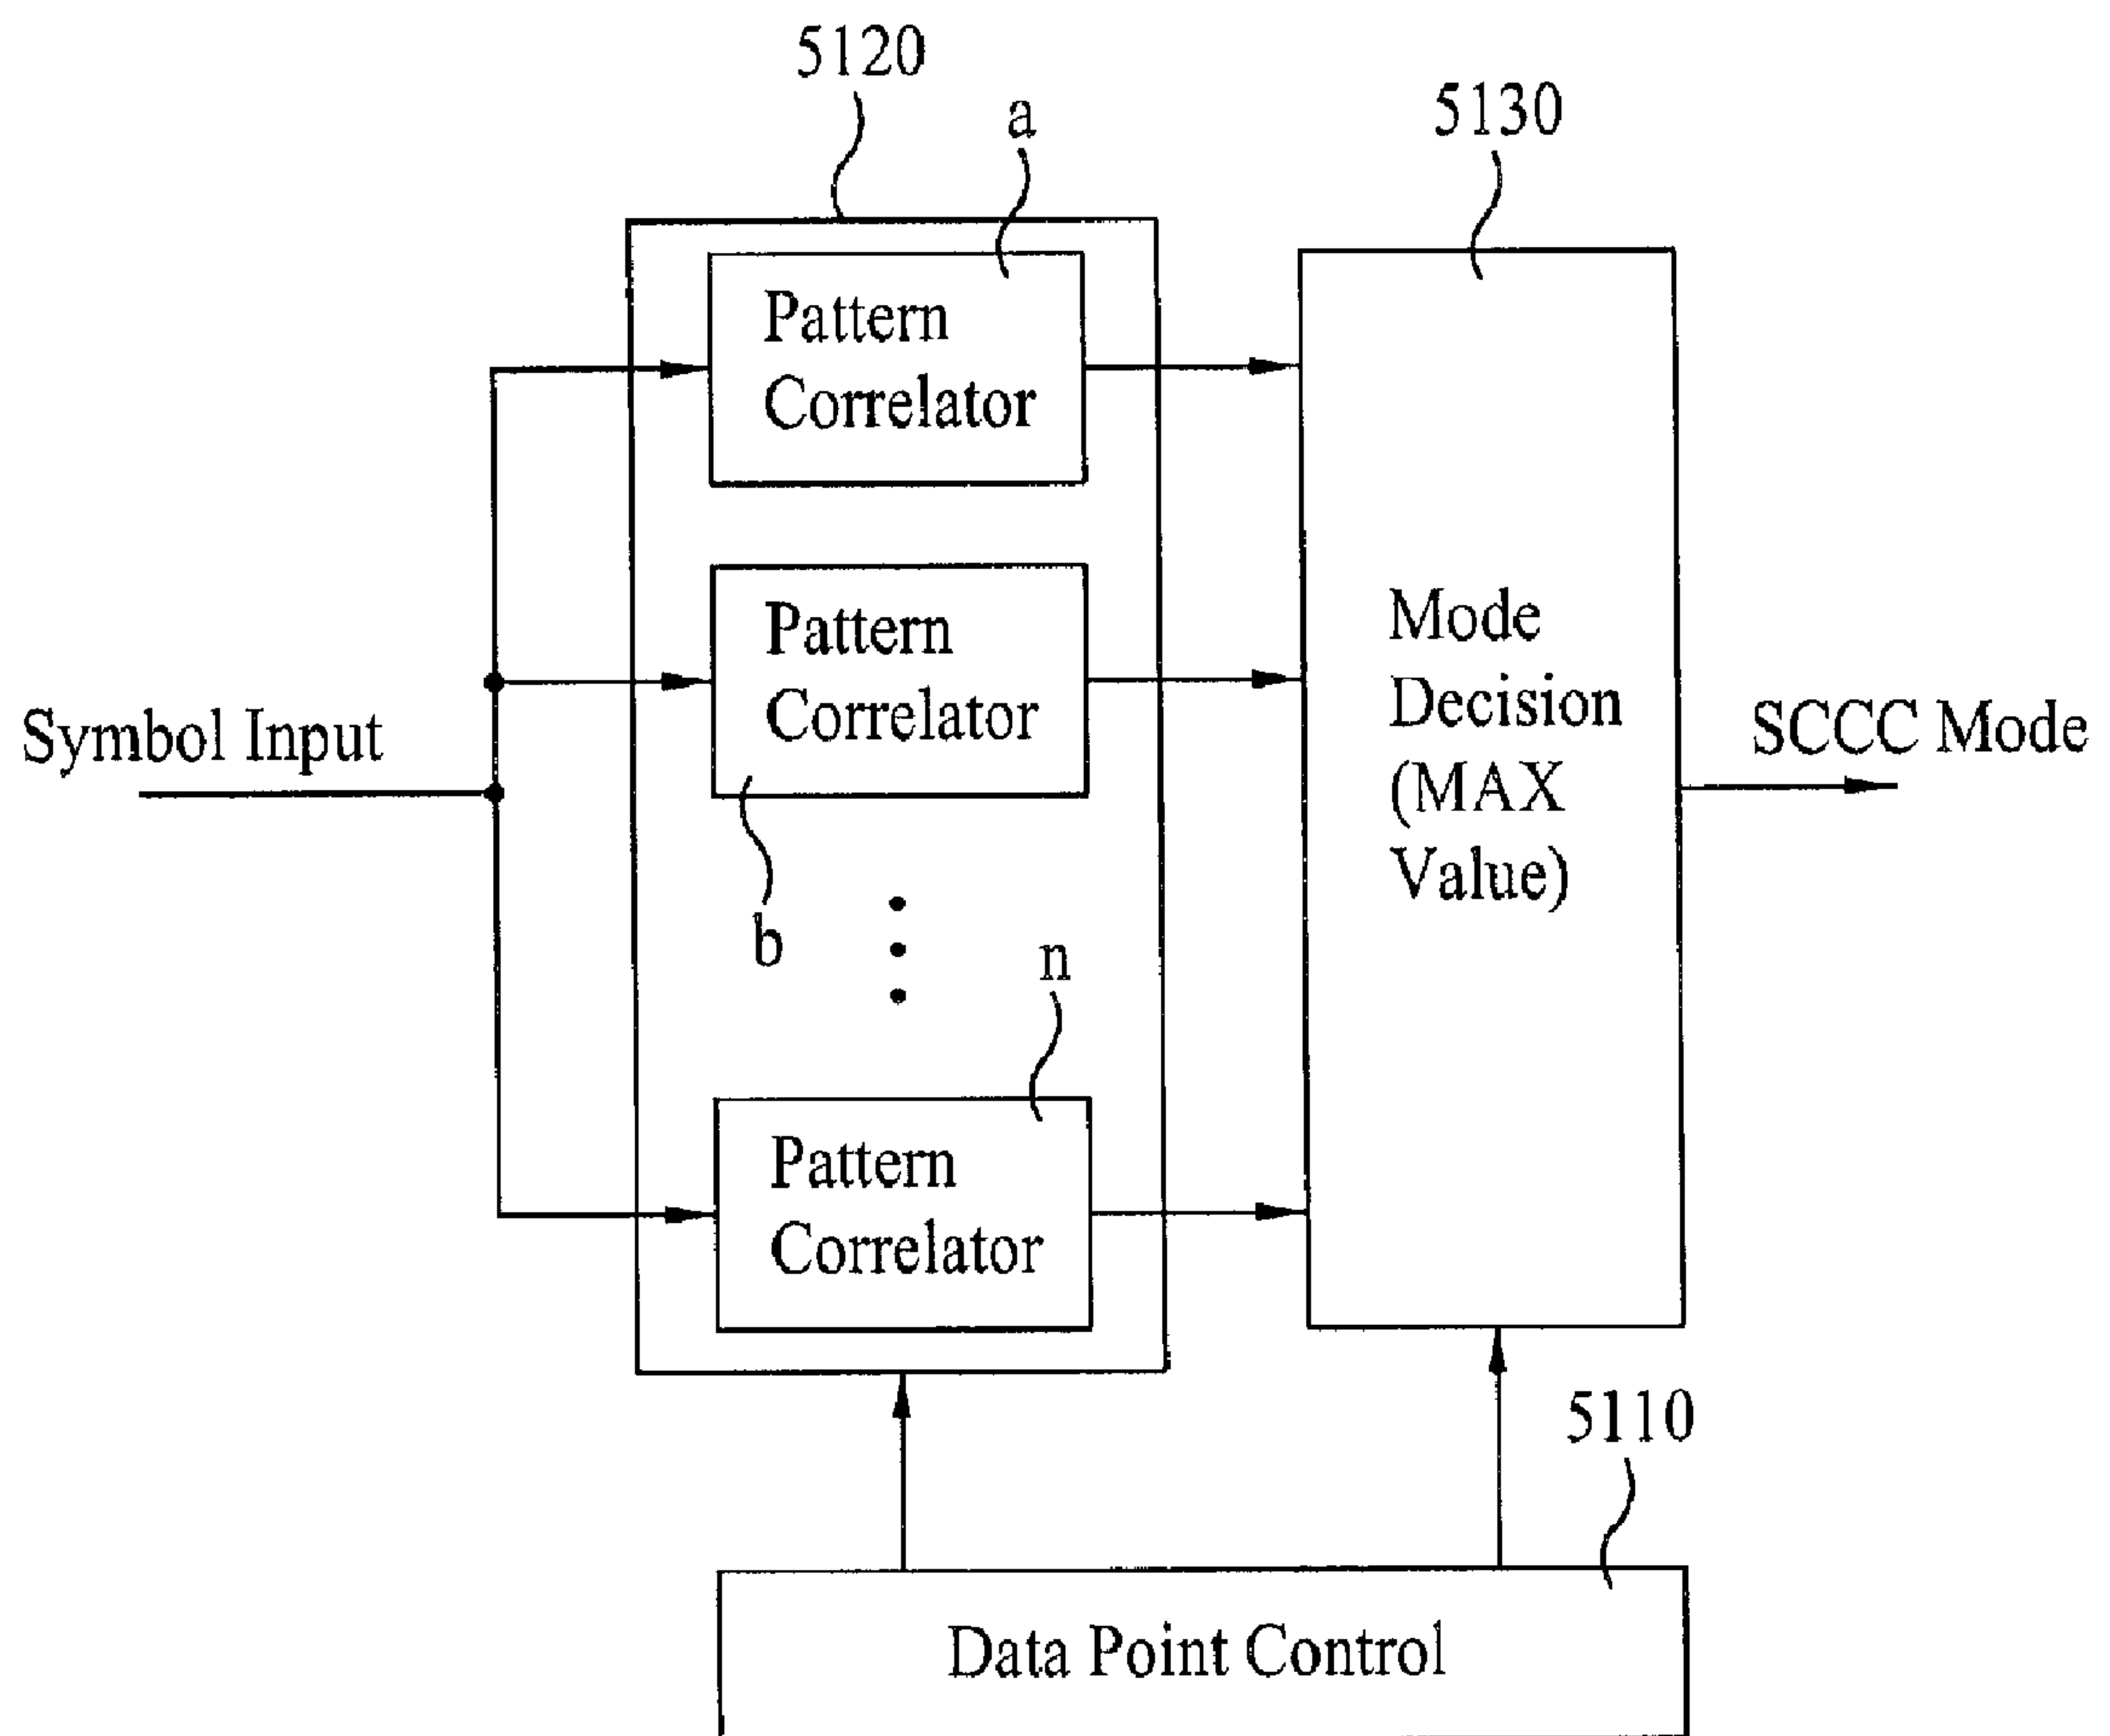 5120
a
5130
Pattern
Correlator
Pattern
Correlator
Mode
Decision
(MAX
Value)
Symbol Input
SCCC Mode
b
n
Pattern
Correlator
5110
Data Point Control